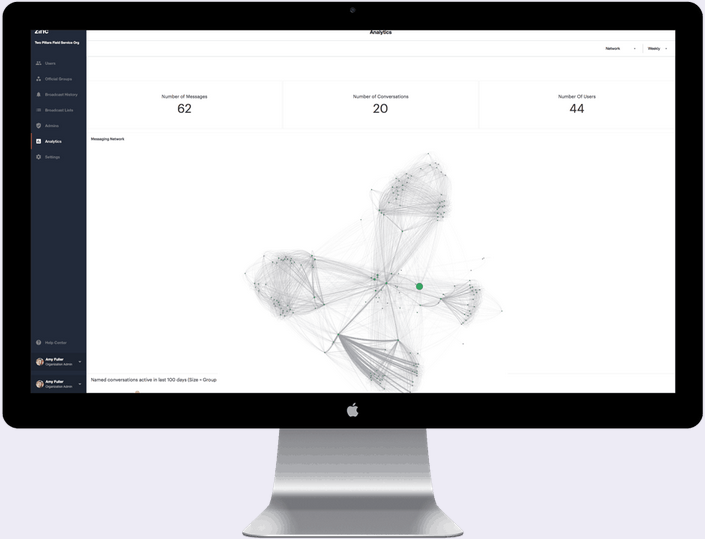 zinc
Two Pillars Field Service Org
Users
Official Groups
Broadcast History
Broadcast Lists
Admins
Analytics
Settings
Help Center
Amy Fuller
Organization Admin
Amy Fuller
Organization Admin
Analytics
Network
Weekly
Number of Messages
62
Number of Conversations
20
Number Of Users
44
Messaging Network
Named conversations active in last 100 days (Size = Group